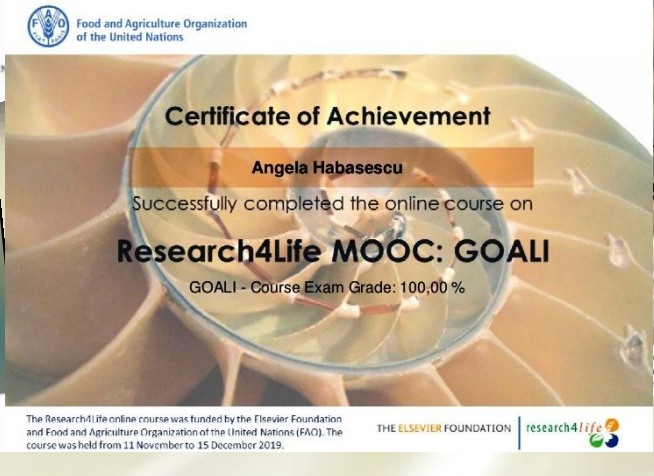 Food and Agriculture Organization
of the United Nations
Certificate of Achievement
Angela Habasescu
Successfully completed the online course on
Research4Life MOOC: GOALI
GOALI - Course Exam Grade: 100,00 %
The Research4Life online course was funded by the Elsevier Foundation
and Food and Agriculture Organization of the United Nations (FAO). The
course was held from 11 November to 15 December 2019.
THE ELSEVIER FOUNDATION
research4life